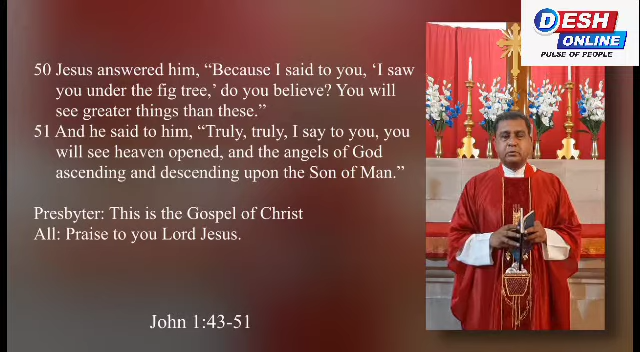 50 Jesus answered him, “Because I said to you, ‘I saw
you under the fig tree,’ do you believe? You will
see greater things than these.”
51 And he said to him, “Truly, truly, I say to you, you
will see heaven opened, and the angels of God
ascending and descending upon the Son of Man.”
Presbyter: This is the Gospel of Christ
All: Praise to you Lord Jesus.
John 1:43-51
DESH
ONLINE
PULSE OF PEOPLE